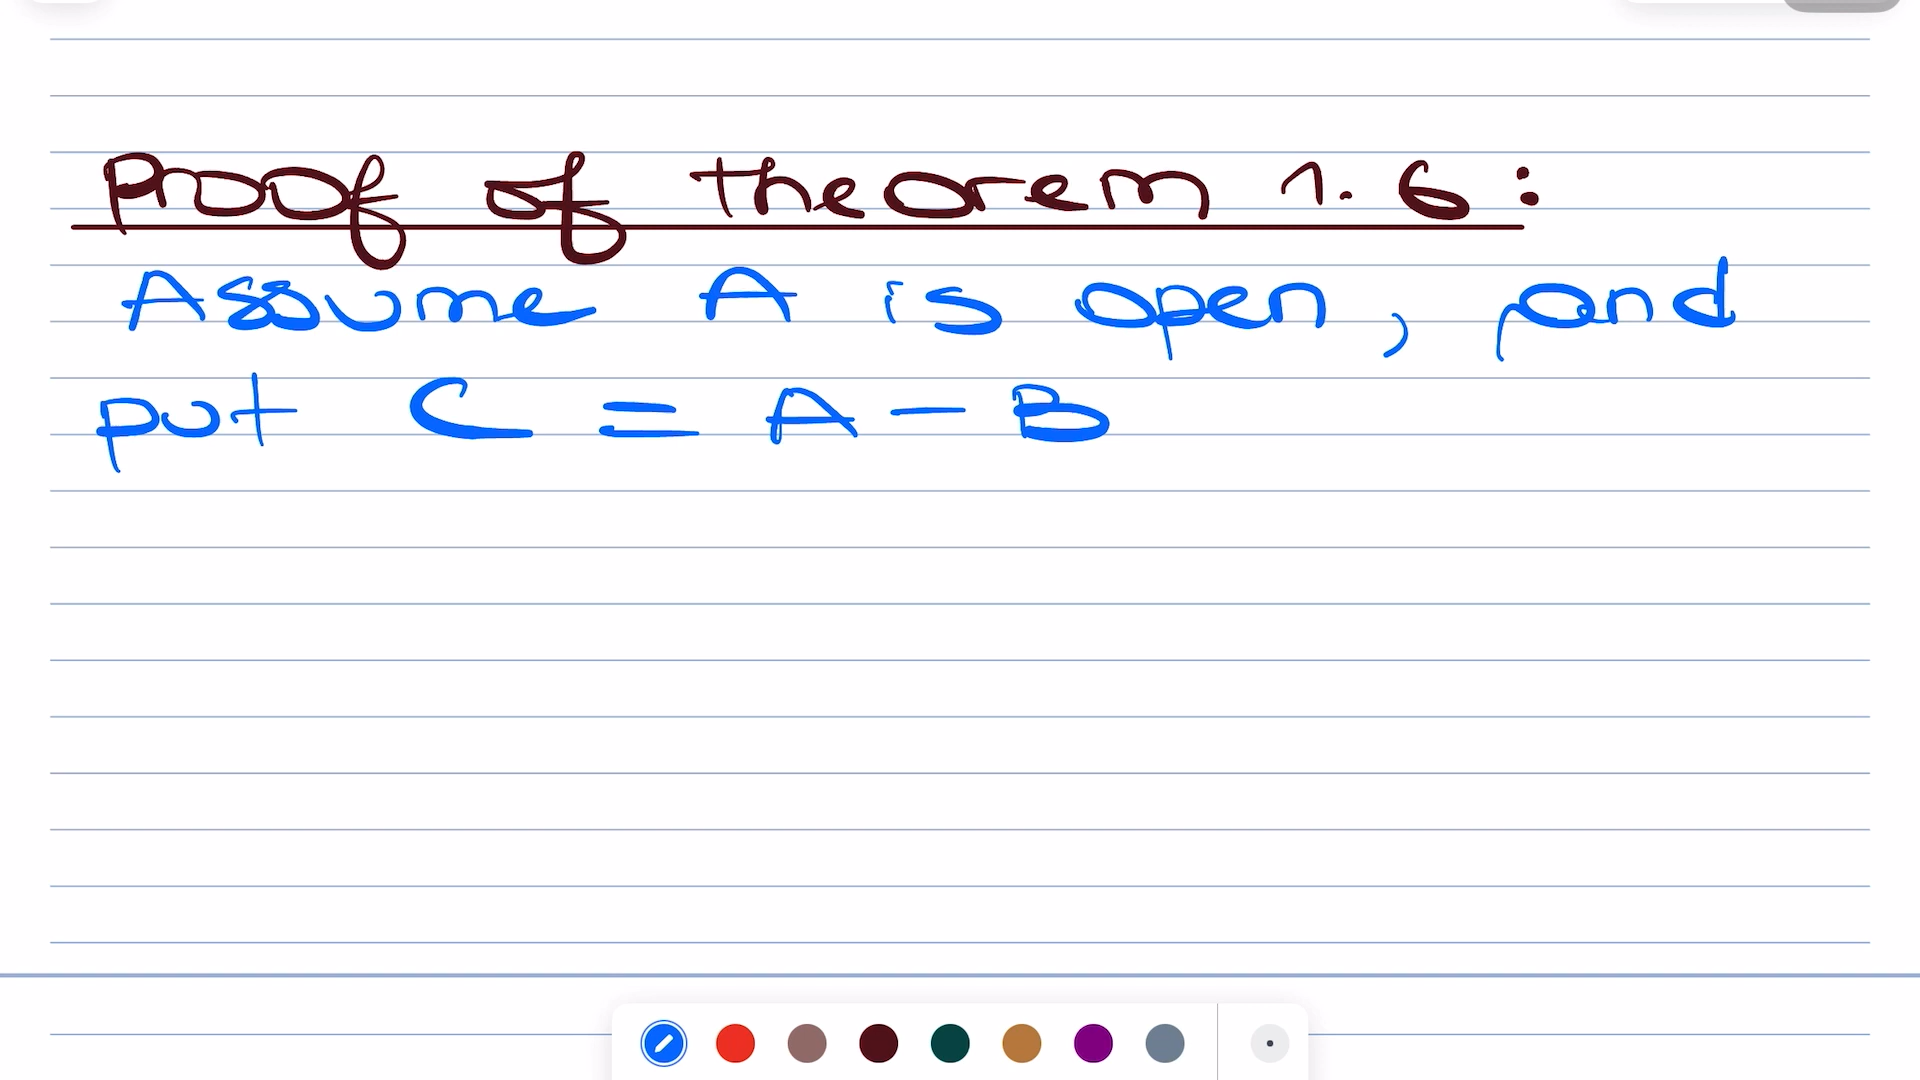 Proof of theorem 1.6:
Assume A is open, and
put C = A - B